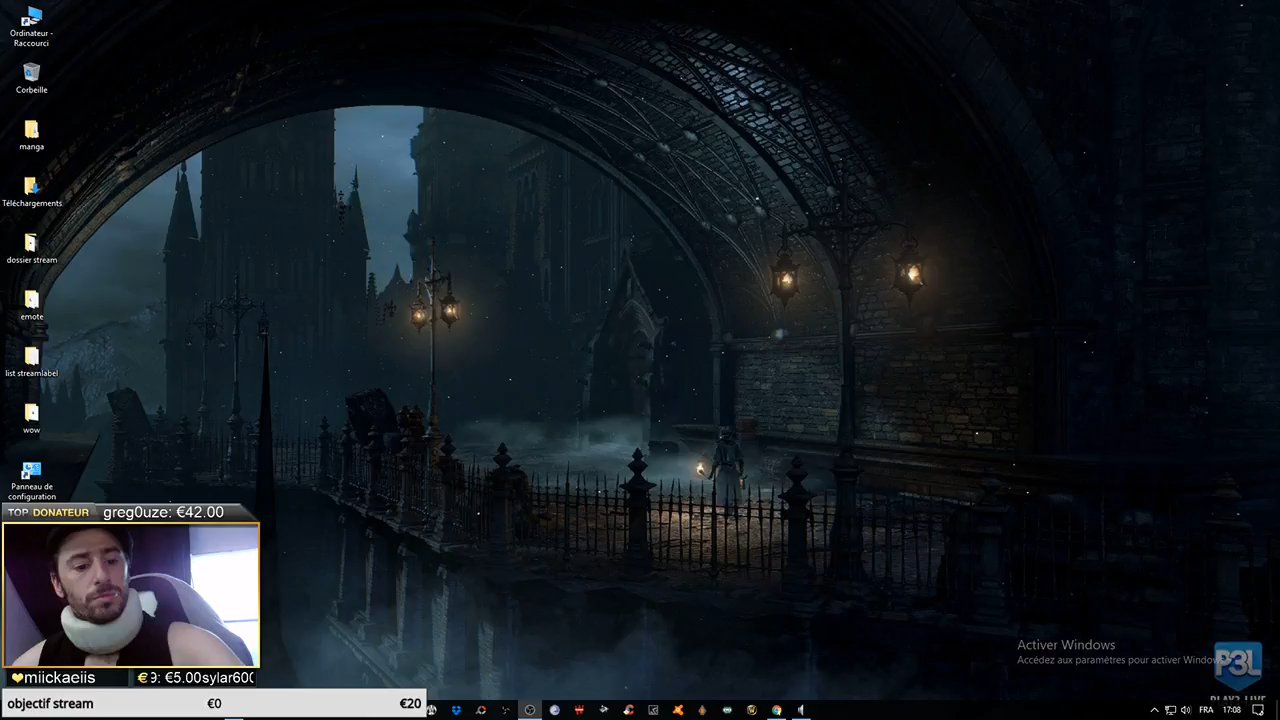 Ordinateur -
Raccourci
Corbeille
manga
Téléchargements
dossier stream
emote
list streamlabel
wow
Panneau de
configuration
TOP DONATEUR greg0uze: €42.00
miickaeiis
€5.00sylar600
objectif stream €0 €20
Activer Windows
Accédez aux paramètres pour activer Window
P3L
FRA 17:08